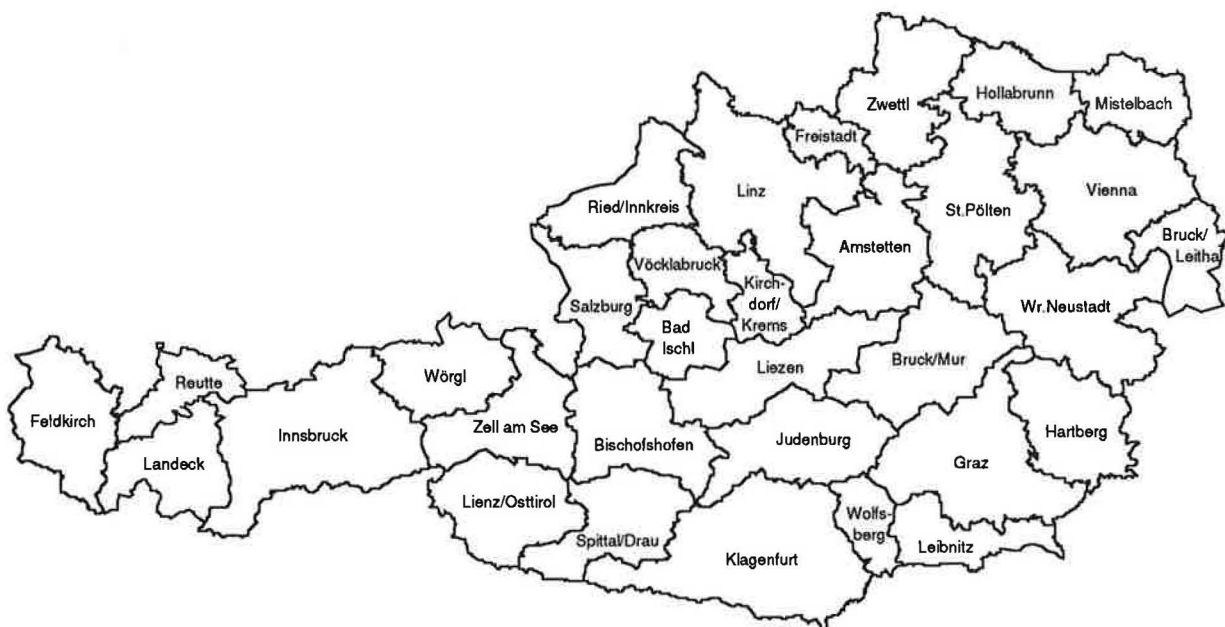 Zwettl
Hollabrunn
Mistelbach
Freistadt
Linz
Vienna
Ried/Innkreis
St.Pölten
Amstetten
Bruck/
Leitha
Vöcklabruck
Kirch-
dorf/
Krems
Salzburg
Bad
Ischl
Wr.Neustadt
Liezen
Bruck/Mur
Reutte
Wörgl
Feldkirch
Innsbruck
Zell am See
Bischofshofen
Judenburg
Hartberg
Landeck
Graz
Lienz/Osttirol
Spittal/Drau
Klagenfurt
Wolfs-
berg
Leibnitz